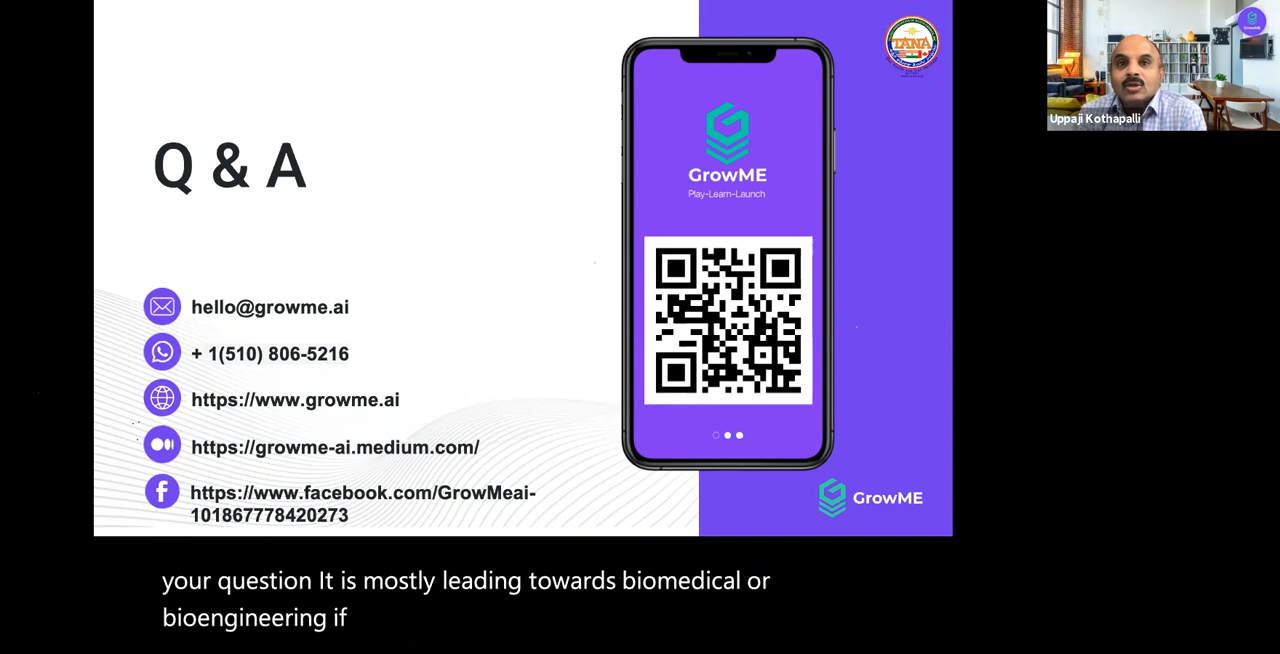 Q & A
hello@growme.ai
+ 1(510) 806-5216
https://www.growme.ai
https://growme-ai.medium.com/
https://www.facebook.com/GrowMeai-
101867778420273
GrowME
Play-Learn-Launch
TANA
GrowME
Uppaji Kothapalli
your question It is mostly leading towards biomedical or
bioengineering if